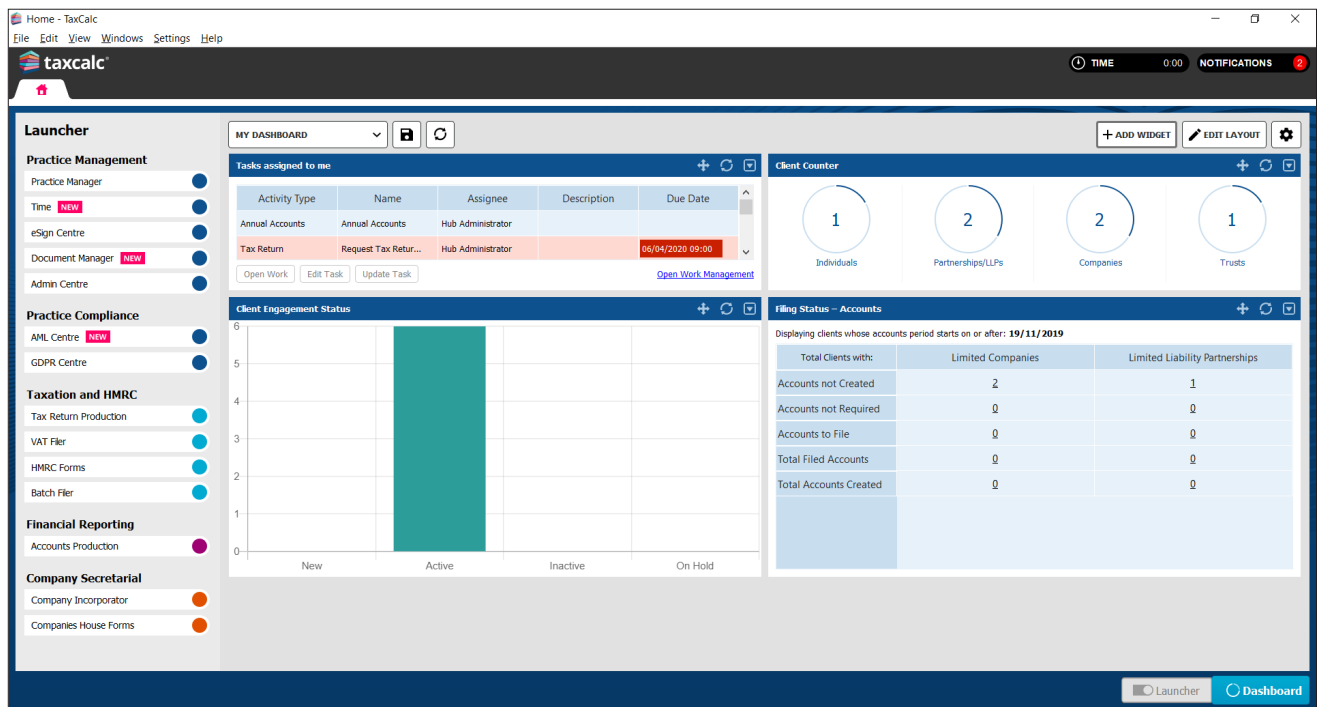 Home - TaxCalc
File Edit View Windows Settings Help
taxcalc
TIME 0:00 NOTIFICATIONS 2
Launcher
Practice Management
Practice Manager
Time NEW
eSign Centre
Document Manager NEW
Admin Centre
Practice Compliance
AML Centre NEW
GDPR Centre
Taxation and HMRC
Tax Return Production
VAT Filer
HMRC Forms
Batch Filer
Financial Reporting
Accounts Production
Company Secretarial
Company Incorporator
Companies House Forms
MY DASHBOARD
+ ADD WIDGET EDIT LAYOUT
Tasks assigned to me
Activity Type Name Assignee Description Due Date
Annual Accounts Annual Accounts Hub Administrator
Tax Return Request Tax Retur... Hub Administrator 06/04/2020 09:00
Open Work Edit Task Update Task Open Work Management
Client Counter
1 2 2 1
Individuals Partnerships/LLPs Companies Trusts
Client Engagement Status
6
5
4
3
2
1
0
New Active Inactive On Hold
Filing Status – Accounts
Displaying clients whose accounts period starts on or after: 19/11/2019
Total Clients with: Limited Companies Limited Liability Partnerships
Accounts not Created 2 1
Accounts not Required 0 0
Accounts to File 0 0
Total Filed Accounts 0 0
Total Accounts Created 0 0
Launcher Dashboard